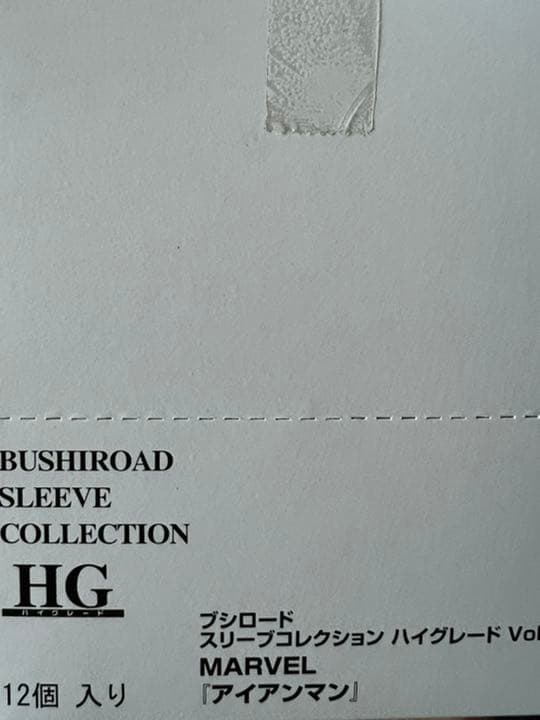 BUSHIROAD
SLEEVE
COLLECTION
HG
ハイグレード
12個 入り
ブシロード
スリーブコレクション ハイグレード Vol
MARVEL
『アイアンマン』